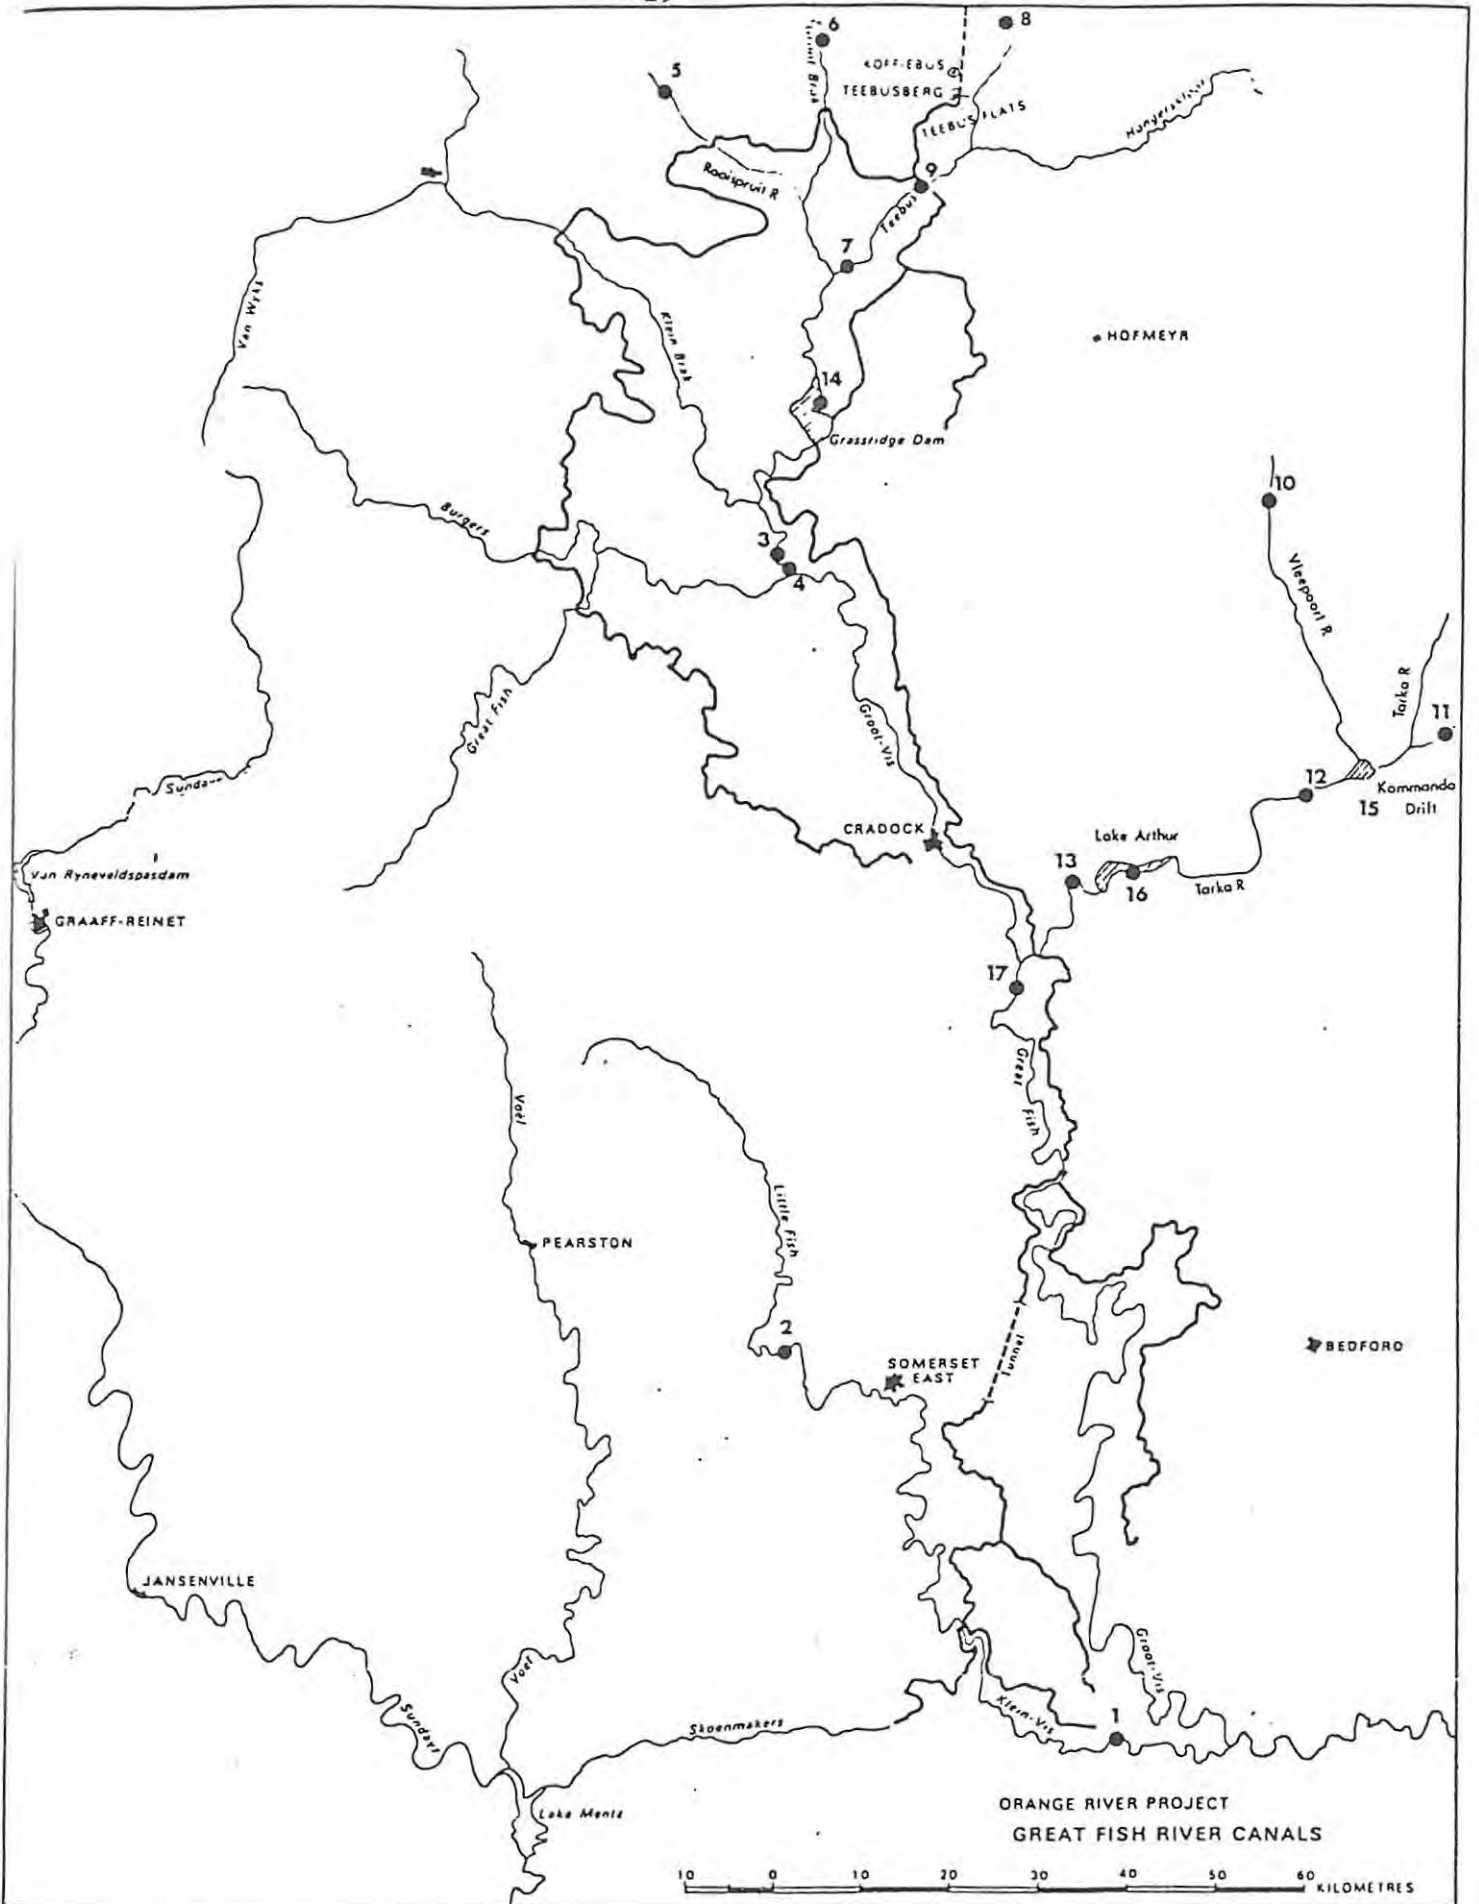 6
8
5
KOFFIEBUS
TEEBUSBERG
TEEBUS FLATS
Brak
Rooispruit R
9
Teebus
7
Van Wyks
Klein Brak
HOFMEYR
14
Grassridge Dam
10
Burgers
3
4
Vleepoort R
Tarka R
Great Fish
Groot-Vis
11
Sunda
12
Kommando
15 Drift
CRADOCK
Lake Arthur
13
16
Tarka R
Van Ryneveldspasdam
GRAAFF-REINET
17
Great
Fish
Voël
Little Fish
PEARSTON
2
Tunnel
SOMERSET
EAST
BEDFORD
JANSENVILLE
Groot-Vis
Voël
Sundays
Skoenmakers
Klein-Vis
1
Lake Mentz
ORANGE RIVER PROJECT
GREAT FISH RIVER CANALS
10 0 10 20 30 40 50 60
KILOMETRES